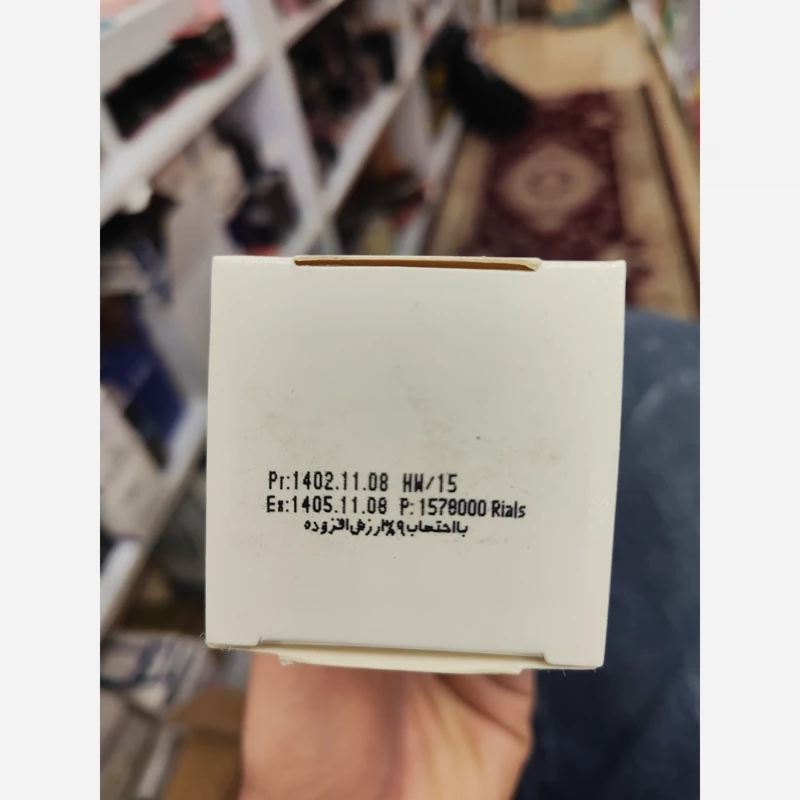 Pr:1402.11.08 HW/15
Ex:1405.11.08 P:1578000 Rials
با احتساب ۹٪ ارزش افزوده